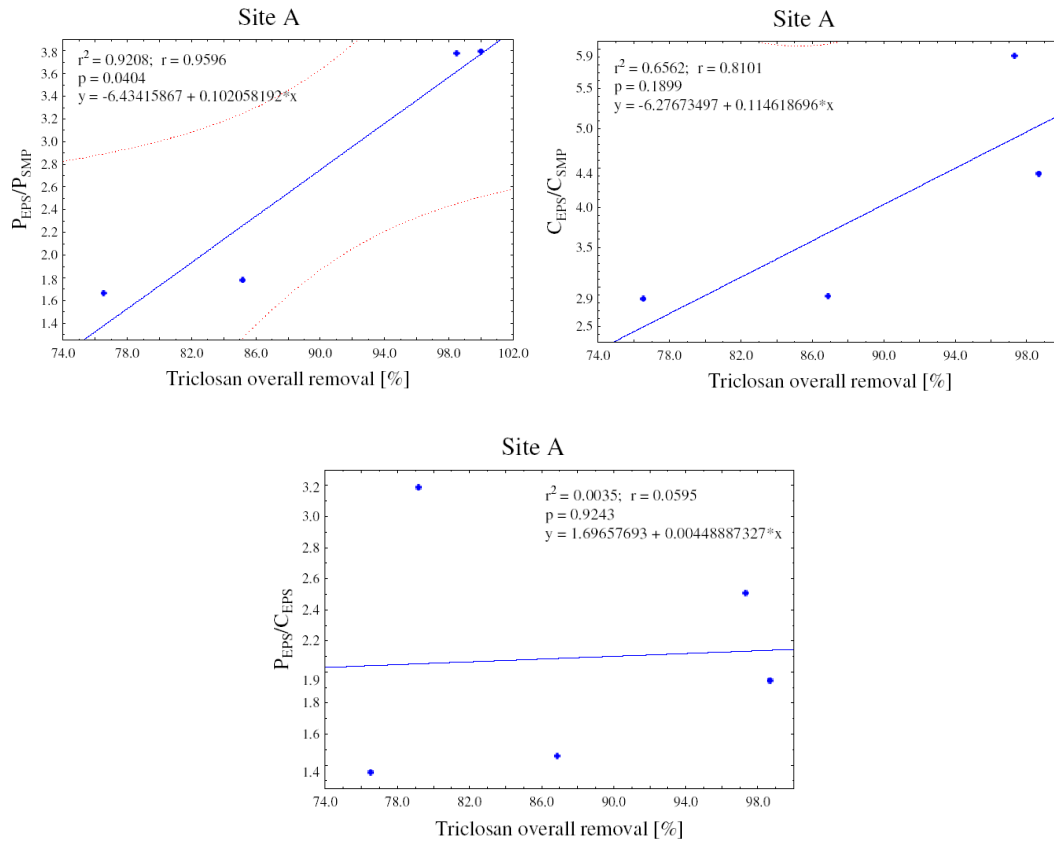 Site A
r² = 0.9208; r = 0.9596
p = 0.0404
y = -6.43415867 + 0.102058192*x
P_EPS/P_SMP
3.8
3.6
3.4
3.2
3.0
2.8
2.6
2.4
2.2
2.0
1.8
1.6
1.4
74.0 78.0 82.0 86.0 90.0 94.0 98.0 102.0
Triclosan overall removal [%]
Site A
r² = 0.6562; r = 0.8101
p = 0.1899
y = -6.27673497 + 0.114618696*x
C_EPS/C_SMP
5.9
5.0
4.4
4.0
3.5
2.9
2.5
74.0 78.0 82.0 86.0 90.0 94.0 98.0
Triclosan overall removal [%]
Site A
r² = 0.0035; r = 0.0595
p = 0.9243
y = 1.69657693 + 0.00448887327*x
P_EPS/C_EPS
3.2
3.0
2.6
2.4
2.2
1.9
1.8
1.6
1.4
74.0 78.0 82.0 86.0 90.0 94.0 98.0
Triclosan overall removal [%]